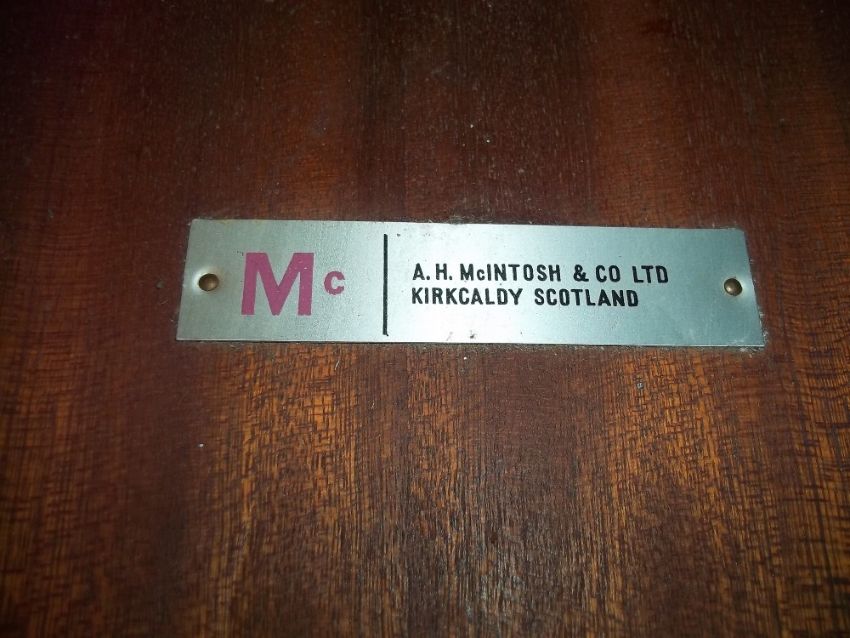 Mc
A.H. McINTOSH & CO LTD
KIRKCALDY SCOTLAND